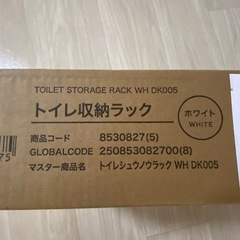 TOILET STORAGE RACK WH DK005
トイレ収納ラック
ホワイト
WHITE
商品コード 8530827(5)
GLOBALCODE 250853082700(8)
マスター商品名 トイレシュウノウラック WH DK005
75